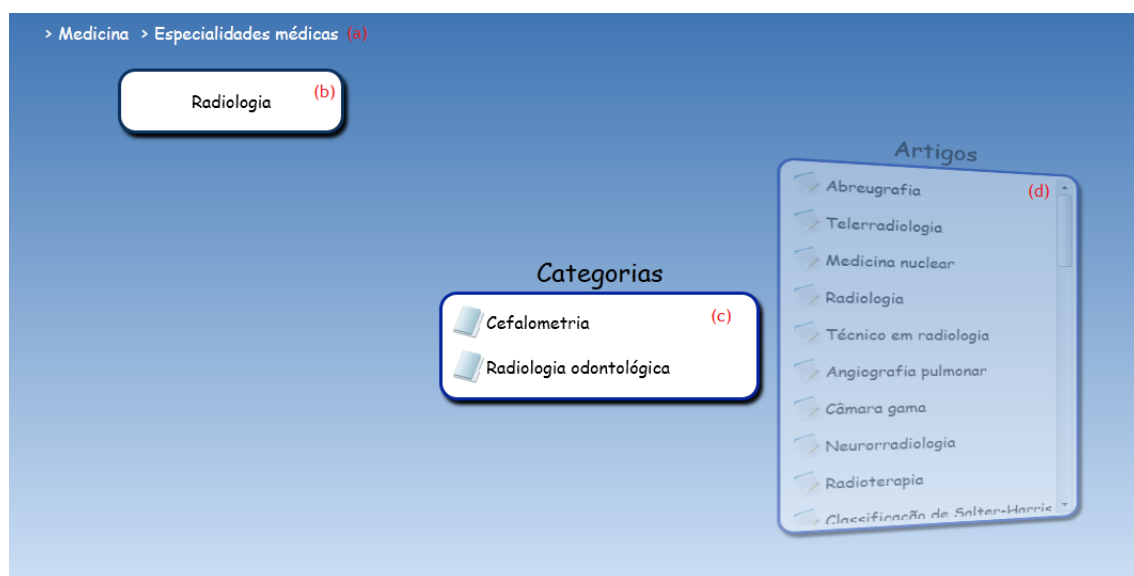 > Medicina > Especialidades médicas (a)
Radiologia (b)
Categorias
Cefalometria (c)
Radiologia odontológica
Artigos
Abreugrafia (d)
Telerradiologia
Medicina nuclear
Radiologia
Técnico em radiologia
Angiografia pulmonar
Câmara gama
Neurorradiologia
Radioterapia
Classificação de Salter-Harris